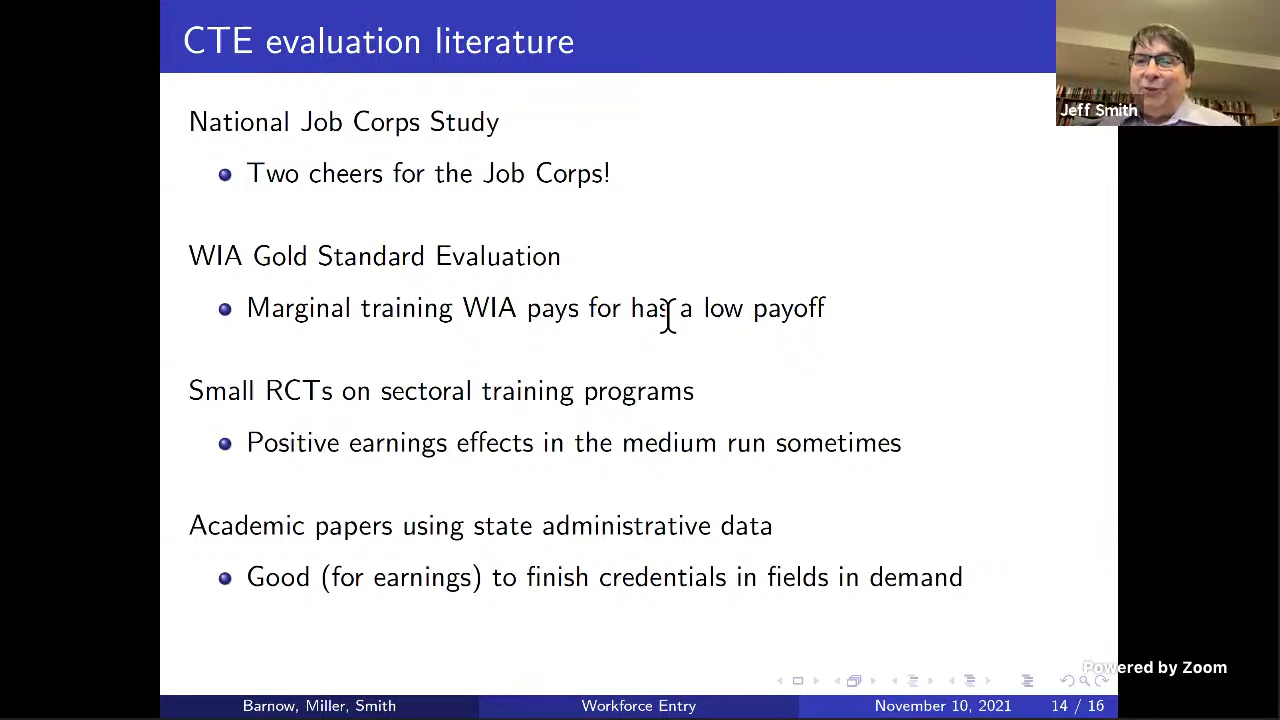 CTE evaluation literature
Jeff Smith
National Job Corps Study
Two cheers for the Job Corps!
WIA Gold Standard Evaluation
Marginal training WIA pays for has a low payoff
Small RCTs on sectoral training programs
Positive earnings effects in the medium run sometimes
Academic papers using state administrative data
Good (for earnings) to finish credentials in fields in demand
Powered by Zoom
Barnow, Miller, Smith
Workforce Entry
November 10, 2021
14 / 16